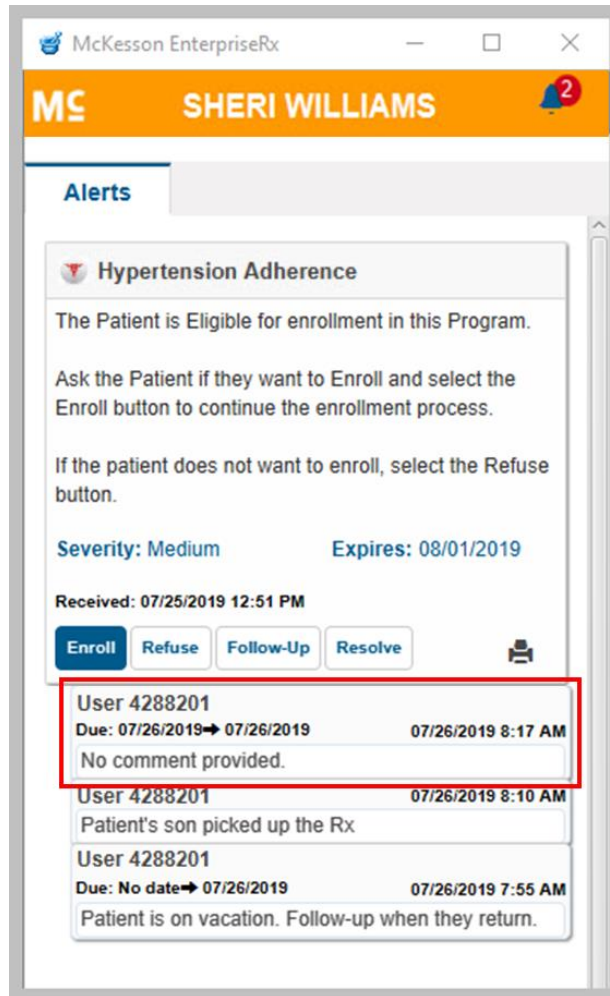 McKesson EnterpriseRx
SHERI WILLIAMS
2
Alerts
Hypertension Adherence
The Patient is Eligible for enrollment in this Program.
Ask the Patient if they want to Enroll and select the
Enroll button to continue the enrollment process.
If the patient does not want to enroll, select the Refuse
button.
Severity: Medium Expires: 08/01/2019
Received: 07/25/2019 12:51 PM
Enroll Refuse Follow-Up Resolve
User 4288201
Due: 07/26/2019➔ 07/26/2019 07/26/2019 8:17 AM
No comment provided.
User 4288201 07/26/2019 8:10 AM
Patient's son picked up the Rx
User 4288201
Due: No date➔ 07/26/2019 07/26/2019 7:55 AM
Patient is on vacation. Follow-up when they return.